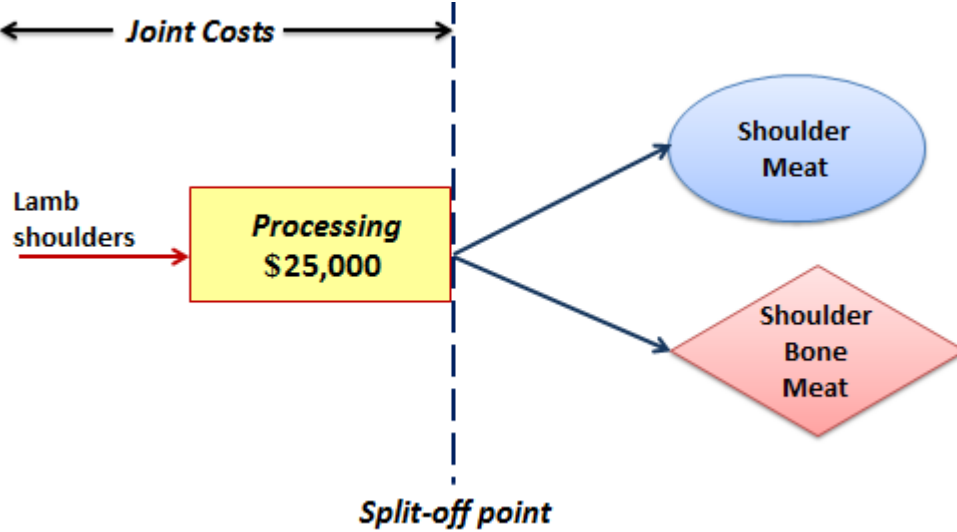 Joint Costs
Lamb
shoulders
Processing
$25,000
Shoulder
Meat
Shoulder
Bone
Meat
Split-off point